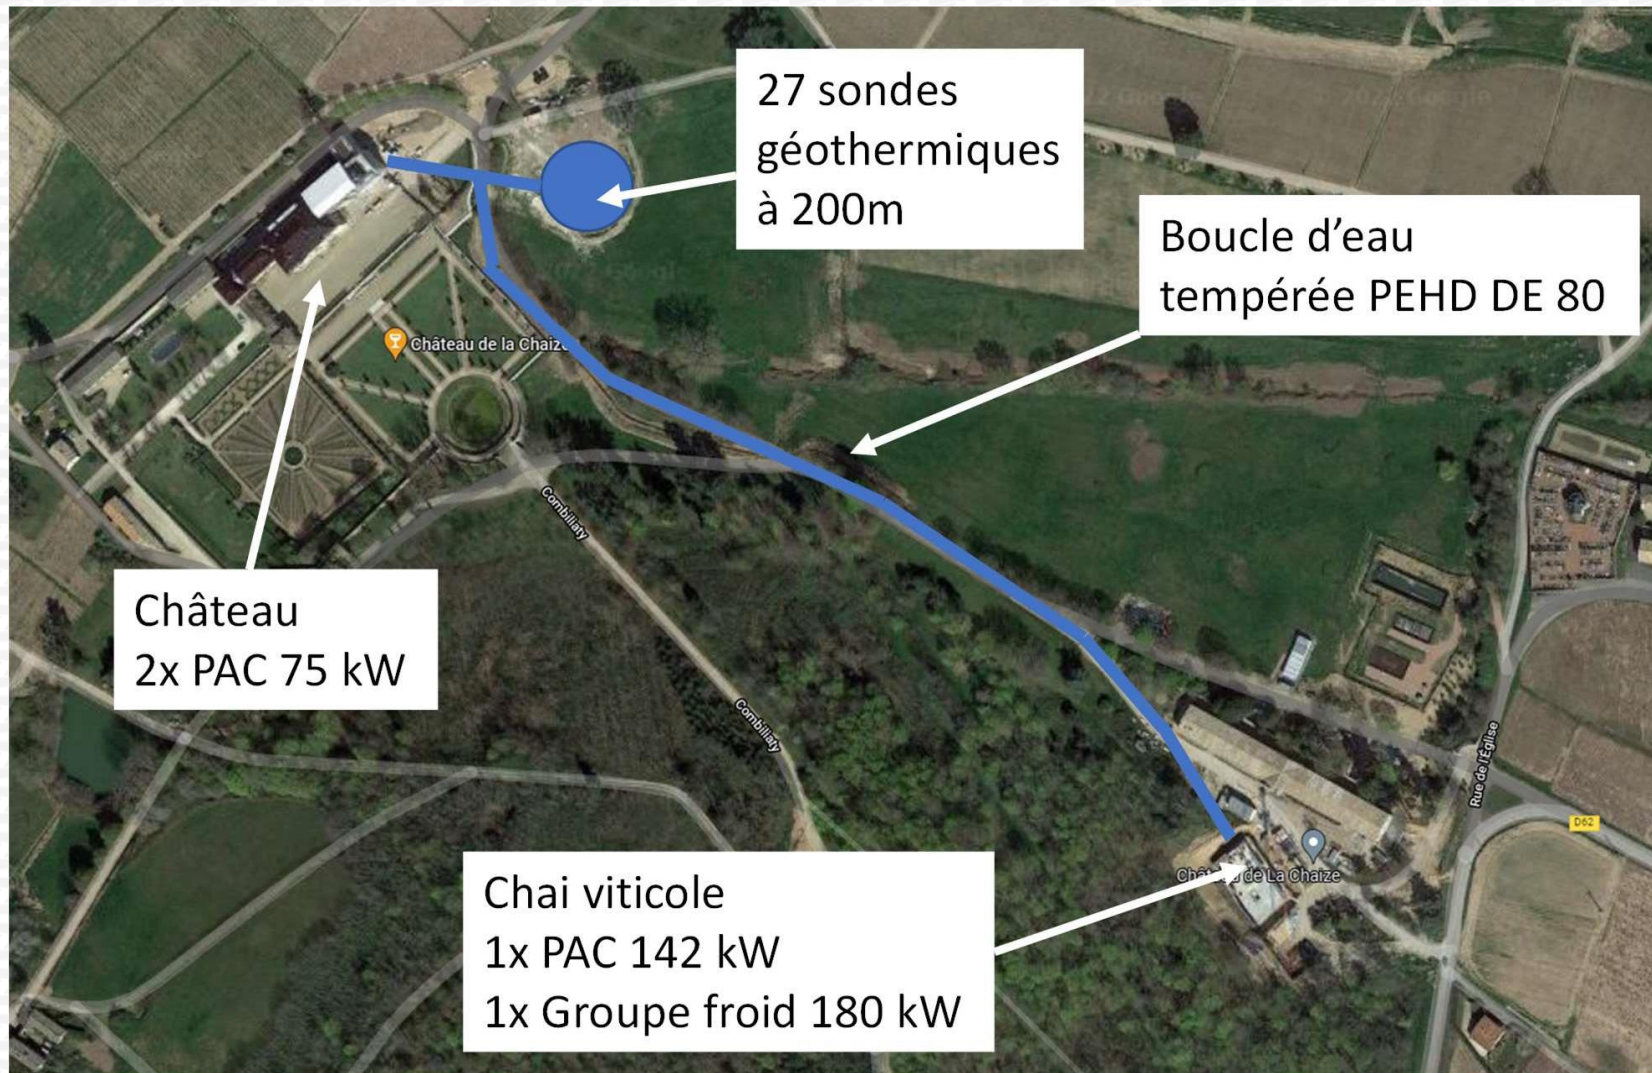 27 sondes
géothermiques
à 200m
Boucle d’eau
tempérée PEHD DE 80
Château de la Chaize
Combiliaty
Château
2x PAC 75 kW
Combiliaty
Rue de l'Église
D62
Château de La Chaize
Chai viticole
1x PAC 142 kW
1x Groupe froid 180 kW